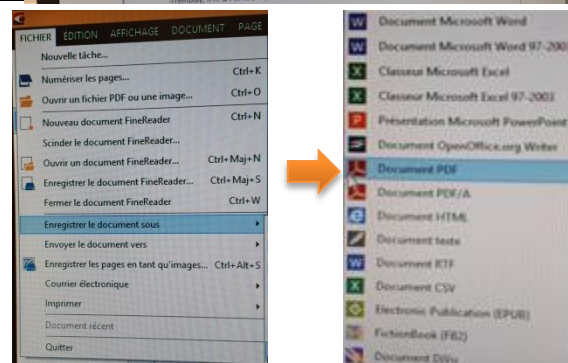 FICHIER EDITION AFFICHAGE DOCUMENT PAGE
Nouvelle tâche...
Numériser les pages... Ctrl+K
Ouvrir un fichier PDF ou une image... Ctrl+O
Nouveau document FineReader Ctrl+N
Scinder le document FineReader...
Ouvrir un document FineReader... Ctrl+Maj+N
Enregistrer le document FineReader... Ctrl+Maj+S
Fermer le document FineReader Ctrl+W
Enregistrer le document sous
Envoyer le document vers
Enregistrer les pages en tant qu'images... Ctrl+Alt+S
Courrier électronique
Imprimer
Document récent
Quitter
Document Microsoft Word
Document Microsoft Word 97-200
Classeur Microsoft Excel
Classeur Microsoft Excel 97-2003
Présentation Microsoft PowerPoint
Document OpenOffice.org Writer
Document PDF
Document PDF/A
Document HTML
Document texte
Document RTF
Document CSV
Electronic Publication (EPUB)
FictionBook (FB2)
Document DjVu